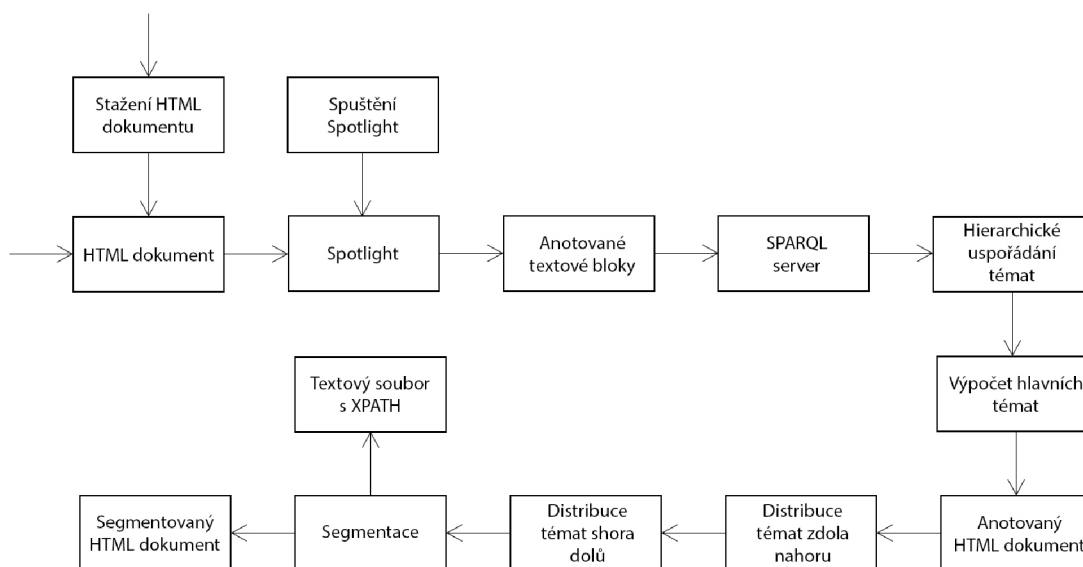 Stažení HTML
dokumentu
Spuštění
Spotlight
HTML dokument
Spotlight
Anotované
textové bloky
SPARQL
server
Hierarchické
uspořádání
témat
Textový soubor
s XPATH
Výpočet hlavních
témat
Segmentovaný
HTML dokument
Segmentace
Distribuce
témat shora
dolů
Distribuce
témat zdola
nahoru
Anotovaný
HTML dokument